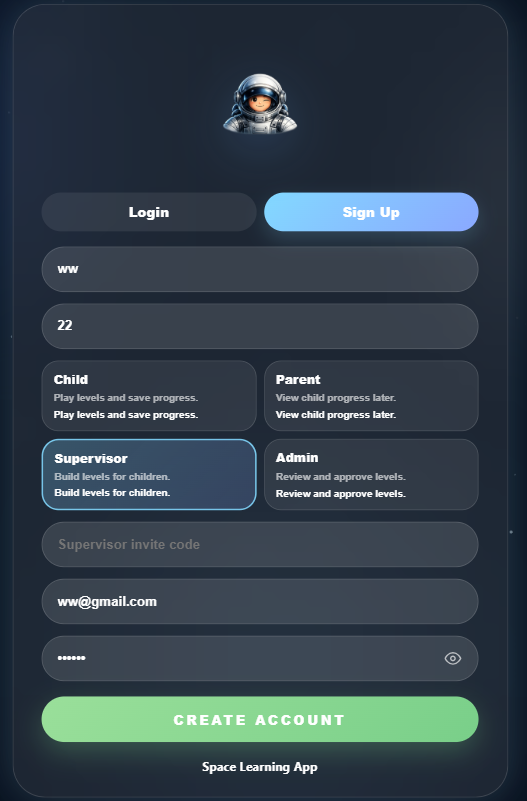 Login
Sign Up
ww
22
Child
Play levels and save progress.
Play levels and save progress.
Parent
View child progress later.
View child progress later.
Supervisor
Build levels for children.
Build levels for children.
Admin
Review and approve levels.
Review and approve levels.
Supervisor invite code
ww@gmail.com
••••••
CREATE ACCOUNT
Space Learning App